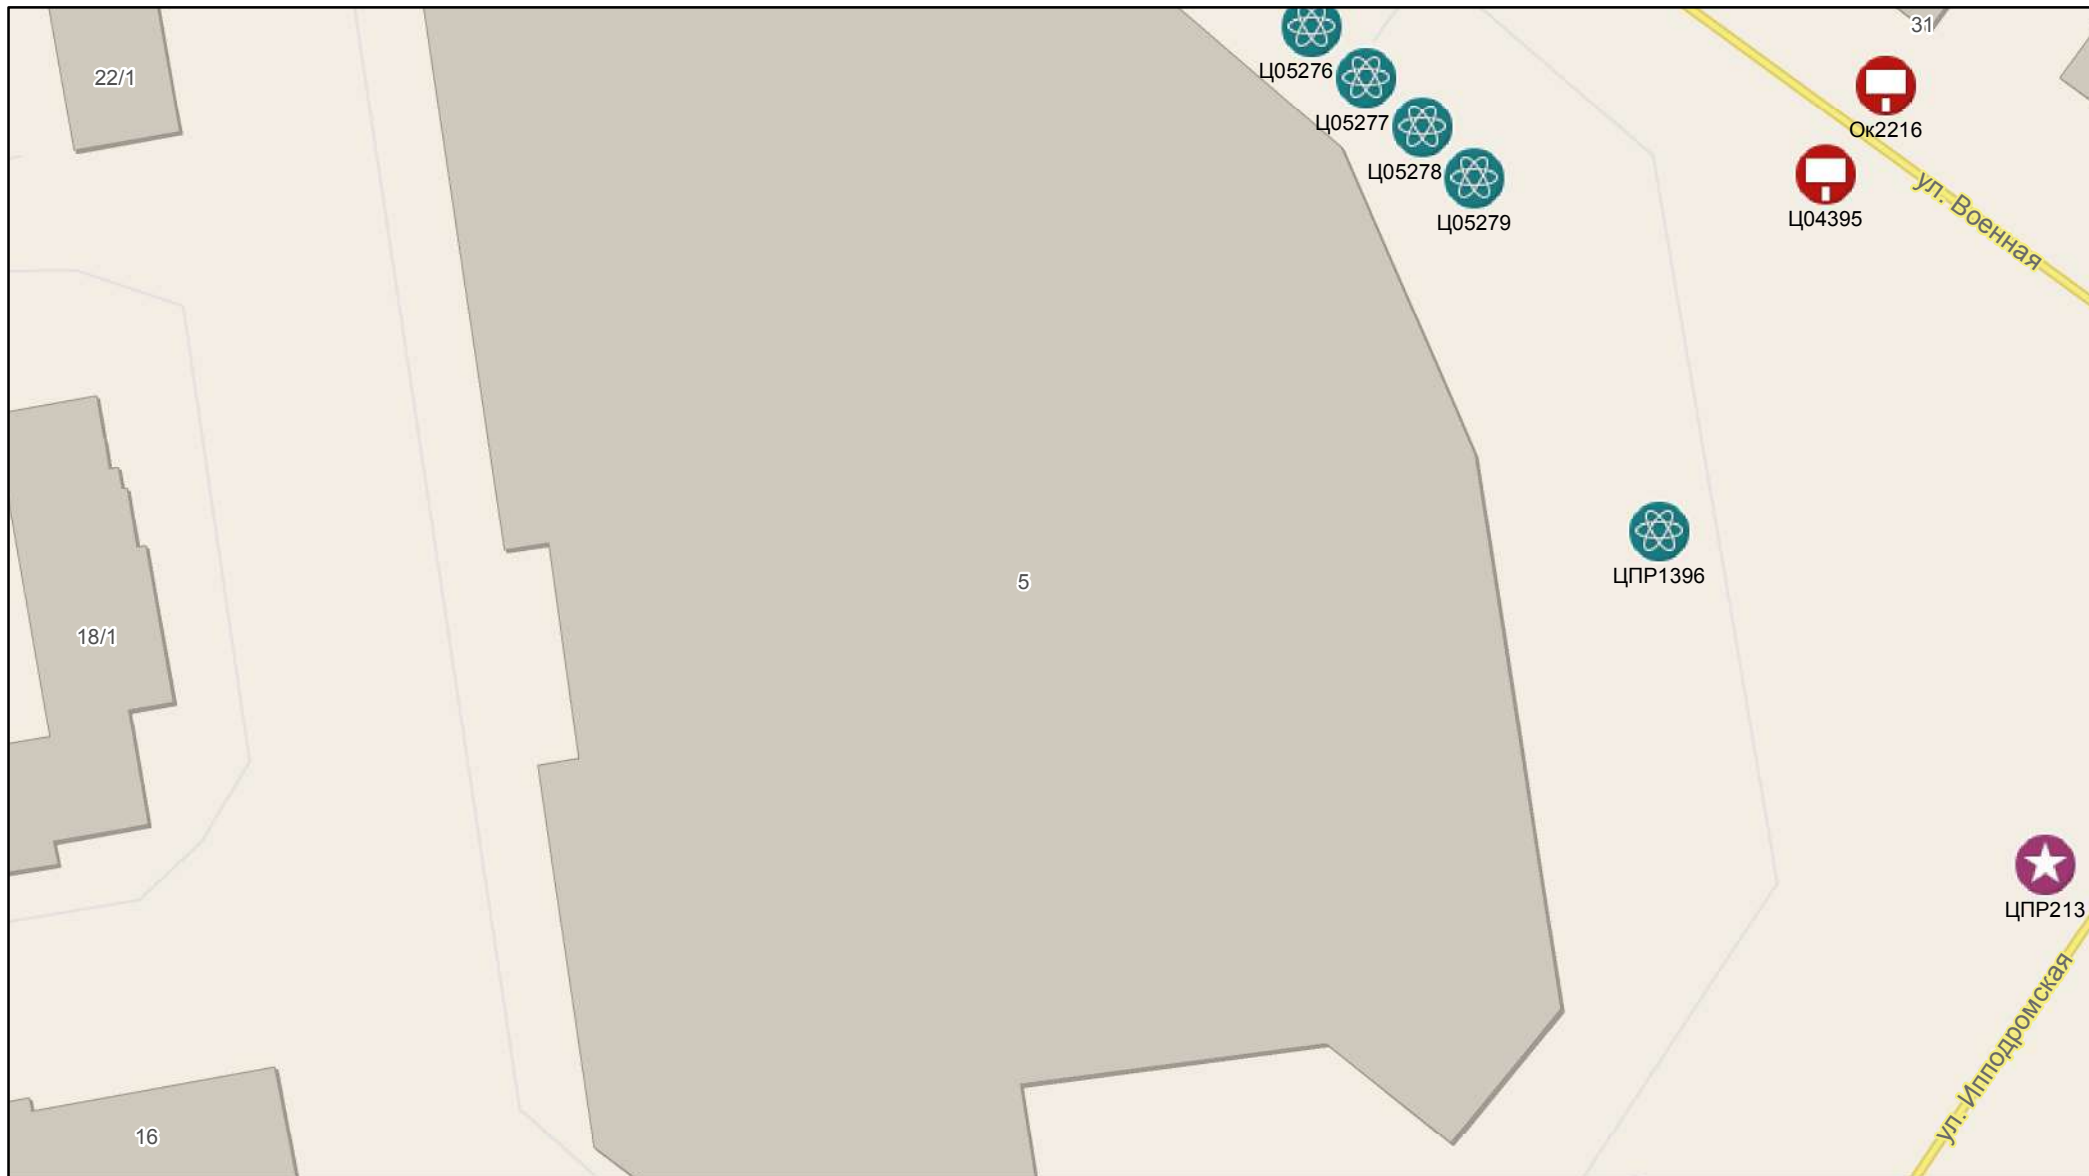 31
22/1
Ц05276
Ц05277
Ок2216
Ц05278
Ц05279
Ц04395
ул. Военная
ЦПР1396
5
18/1
ЦПР213
ул. Ипподромская
16